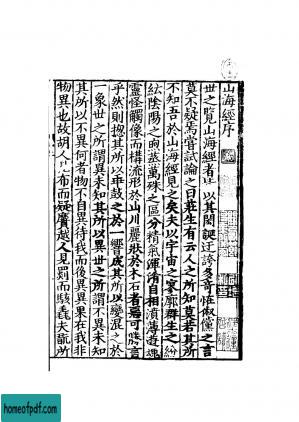 山海經序
世之覽山海經者皆以其閎誕迂誇多奇怪俶儻之言
莫不疑焉嘗試論之曰莊生有云人之所知莫若其所
不知吾於山海經見之矣夫以宇宙之寥廓群生之紛
紜陰陽之煦蒸萬殊之區分精氣渾淆自相濆薄遊魂
靈怪觸像而構流形於山川麗狀於木石者惡可勝言
乎然則總其所以乖鼓之於一響成其所以變混之於
一象世之所謂異未知其所以異世之所謂不異未知
其所以不異何者物不自異待我而後異異果在我非
物異也故胡人見布而疑黂越人見罽而駭毳夫翫所
homeofpdf.com